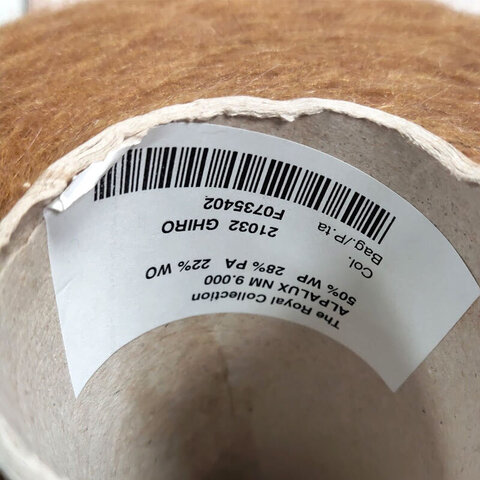 The Royal Collection
ALPALUX NM 9.000
50% WP 28% PA 22% WO
Col. 21032 GHIRO
Bag./P.ta F0735402